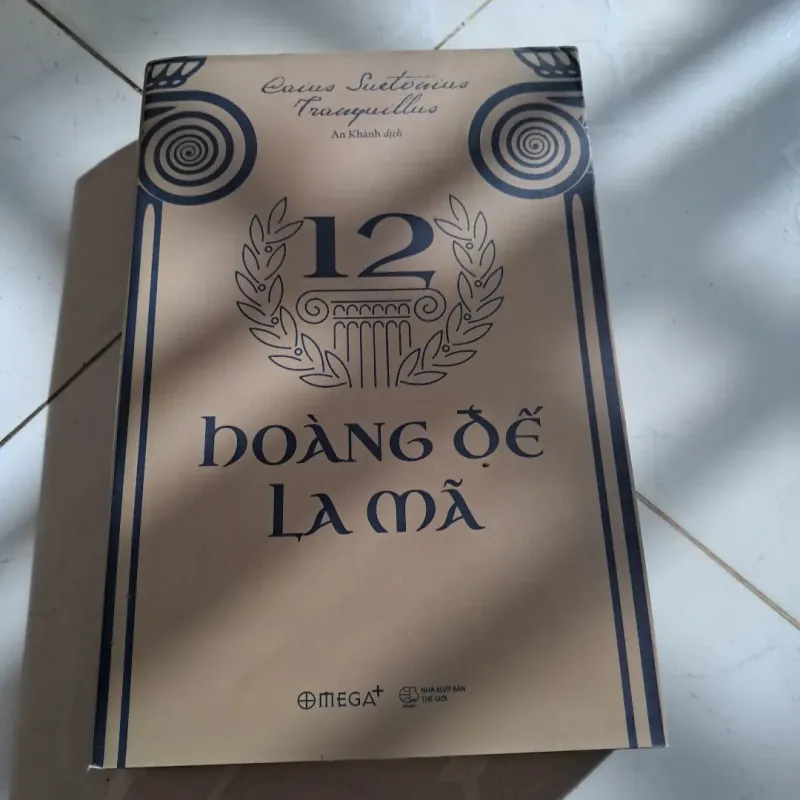 Caius Suetonius
Tranquillus
An Khánh dịch
12
HOÀNG ĐẾ
LA MÃ
OMEGA+
NHÀ XUẤT BẢN
THẾ GIỚI